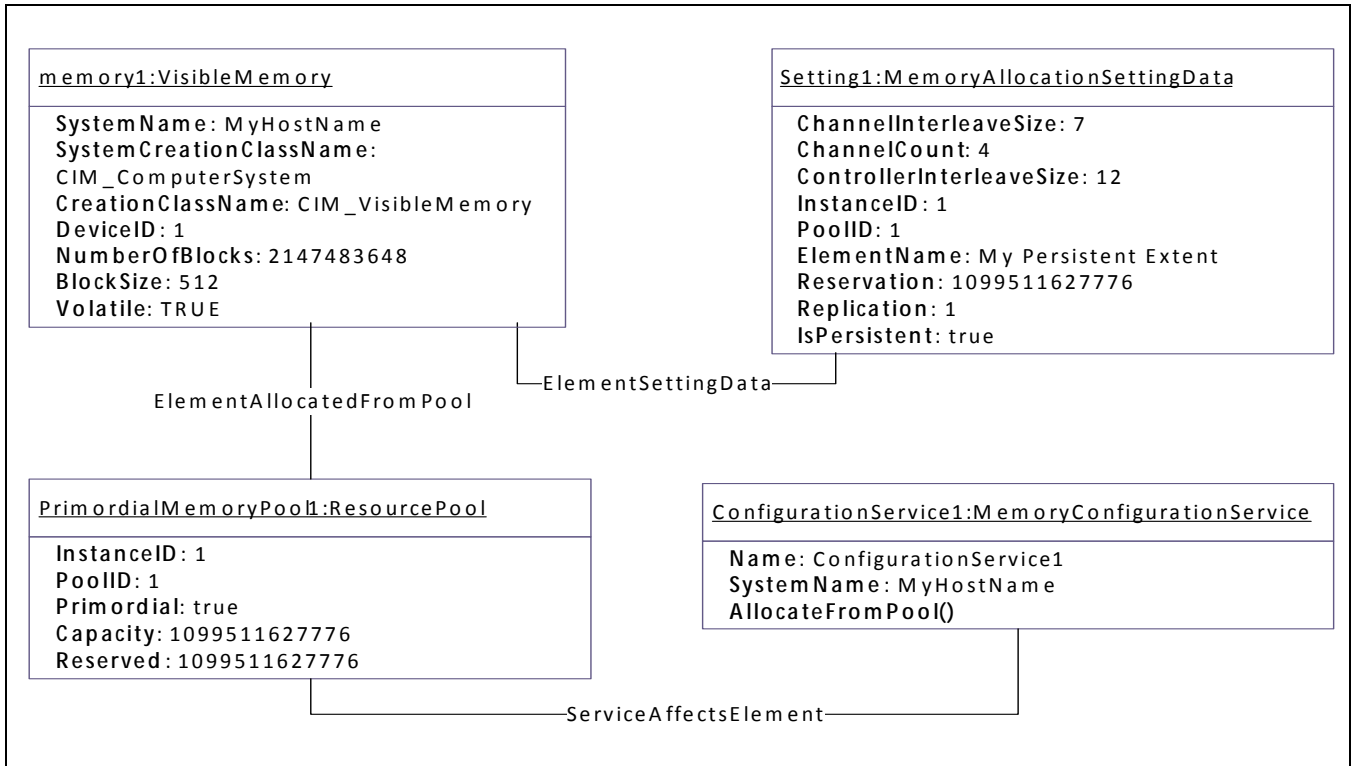 memory1:VisibleMemory
SystemName: MyHostName
SystemCreationClassName:
CIM_ComputerSystem
CreationClassName: CIM_VisibleMemory
DeviceID: 1
NumberOfBlocks: 2147483648
BlockSize: 512
Volatile: TRUE
Setting1:MemoryAllocationSettingData
ChannelInterleaveSize: 7
ChannelCount: 4
ControllerInterleaveSize: 12
InstanceID: 1
PoolID: 1
ElementName: My Persistent Extent
Reservation: 1099511627776
Replication: 1
IsPersistent: true
ElementSettingData
ElementAllocatedFromPool
PrimordialMemoryPool1:ResourcePool
InstanceID: 1
PoolID: 1
Primordial: true
Capacity: 1099511627776
Reserved: 1099511627776
ConfigurationService1:MemoryConfigurationService
Name: ConfigurationService1
SystemName: MyHostName
AllocateFromPool()
ServiceAffectsElement